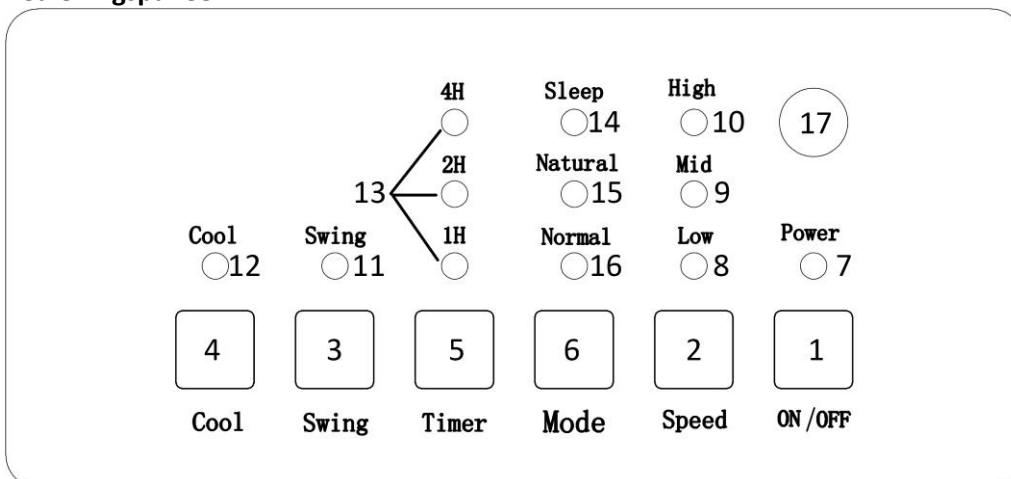 4H Sleep High
14 10 17
2H Natural Mid
13 15 9
Cool Swing 1H Normal Low Power
12 11 16 8 7
4 3 5 6 2 1
Cool Swing Timer Mode Speed ON/OFF